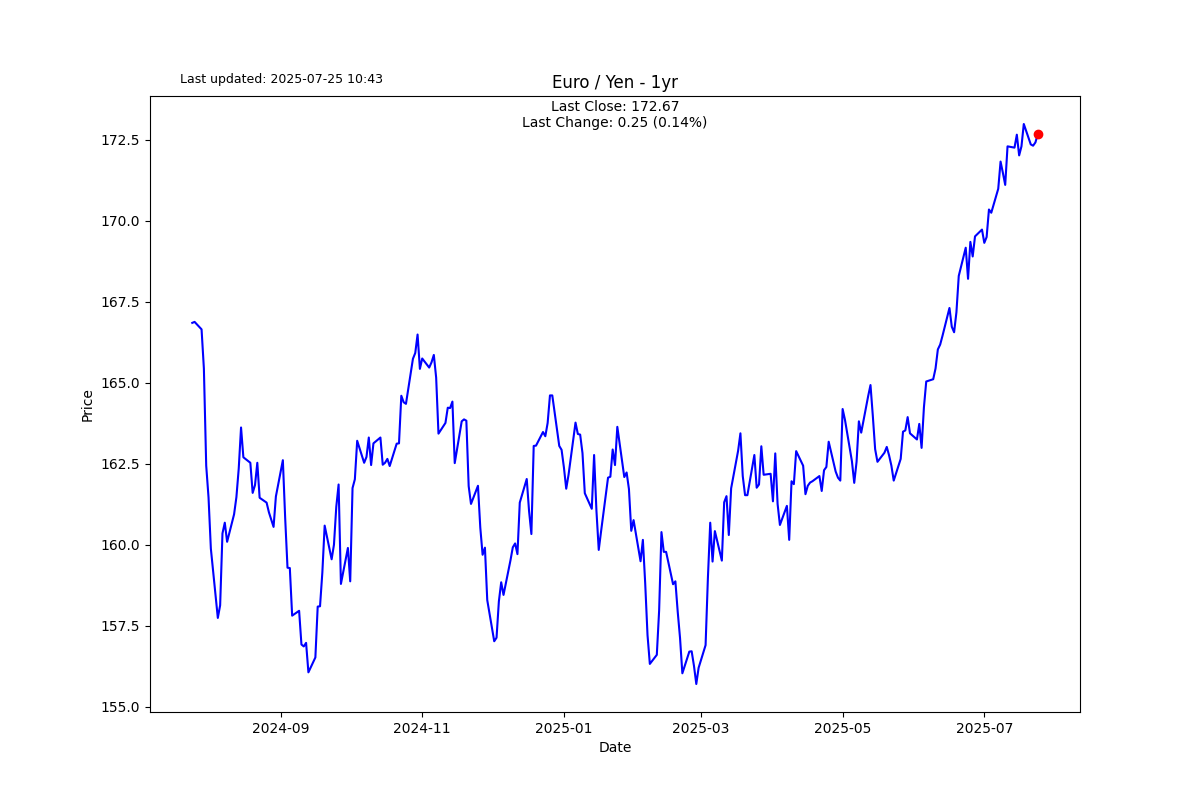 Last updated: 2025-07-25 10:43
Euro / Yen - 1yr
Last Close: 172.67
Last Change: 0.25 (0.14%)
172.5
170.0
167.5
165.0
162.5
160.0
157.5
155.0
Price
2024-09
2024-11
2025-01
2025-03
2025-05
2025-07
Date